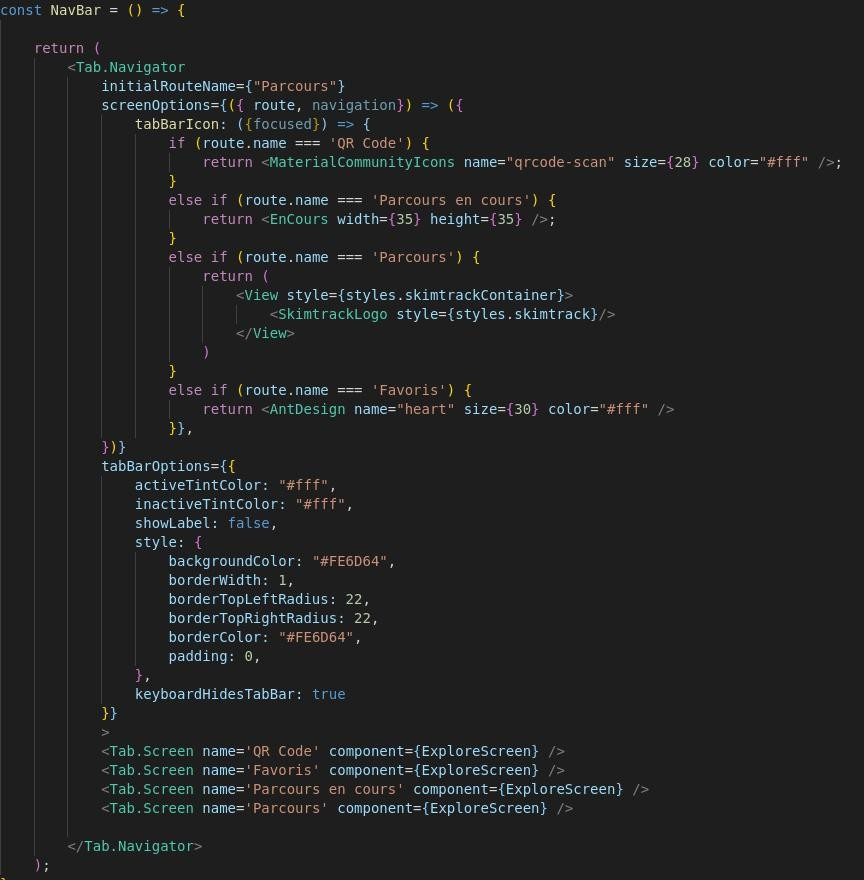 const NavBar = () => {
return (
<Tab.Navigator
initialRouteName={"Parcours"}
screenOptions={({ route, navigation}) => ({
tabBarIcon: ({focused}) => {
if (route.name === 'QR Code') {
return <MaterialCommunityIcons name="qrcode-scan" size={28} color="#fff" />;
}
else if (route.name === 'Parcours en cours') {
return <EnCours width={35} height={35} />;
}
else if (route.name === 'Parcours') {
return (
<View style={styles.skimtrackContainer}>
<SkimtrackLogo style={styles.skimtrack}/>
</View>
)
}
else if (route.name === 'Favoris') {
return <AntDesign name="heart" size={30} color="#fff" />
}},
})}
tabBarOptions={{
activeTintColor: "#fff",
inactiveTintColor: "#fff",
showLabel: false,
style: {
backgroundColor: "#FE6D64",
borderWidth: 1,
borderTopLeftRadius: 22,
borderTopRightRadius: 22,
borderColor: "#FE6D64",
padding: 0,
},
keyboardHidesTabBar: true
}}
>
<Tab.Screen name='QR Code' component={ExploreScreen} />
<Tab.Screen name='Favoris' component={ExploreScreen} />
<Tab.Screen name='Parcours en cours' component={ExploreScreen} />
<Tab.Screen name='Parcours' component={ExploreScreen} />
</Tab.Navigator>
);